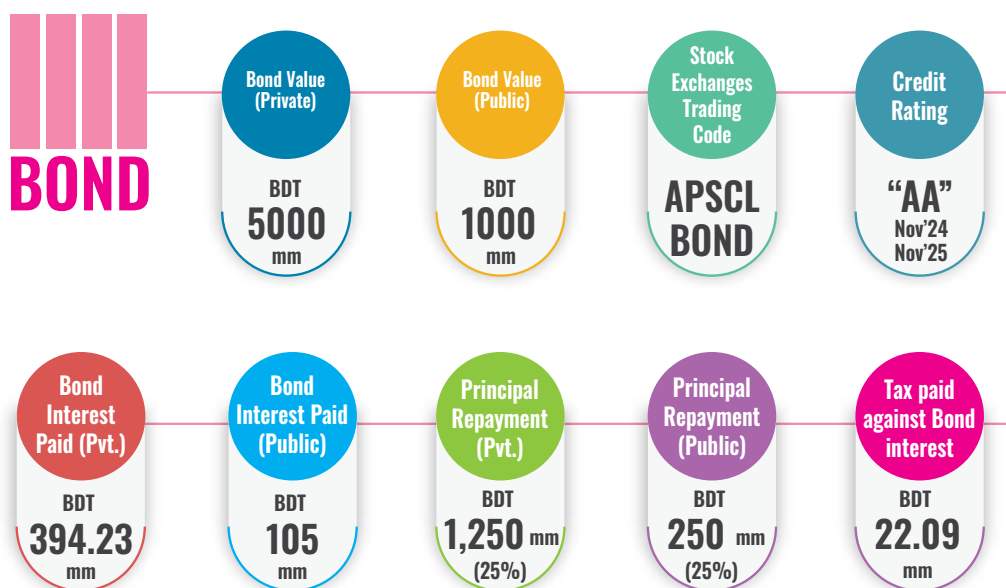 BOND
Bond Value
(Private)
BDT
5000
mm
Bond Value
(Public)
BDT
1000
mm
Stock
Exchanges
Trading
Code
APSCL
BOND
Credit
Rating
“AA”
Nov’24
Nov’25
Bond
Interest
Paid (Pvt.)
BDT
394.23
mm
Bond
Interest Paid
(Public)
BDT
105
mm
Principal
Repayment
(Pvt.)
BDT
1,250 mm
(25%)
Principal
Repayment
(Public)
BDT
250 mm
(25%)
Tax paid
against Bond
interest
BDT
22.09
mm